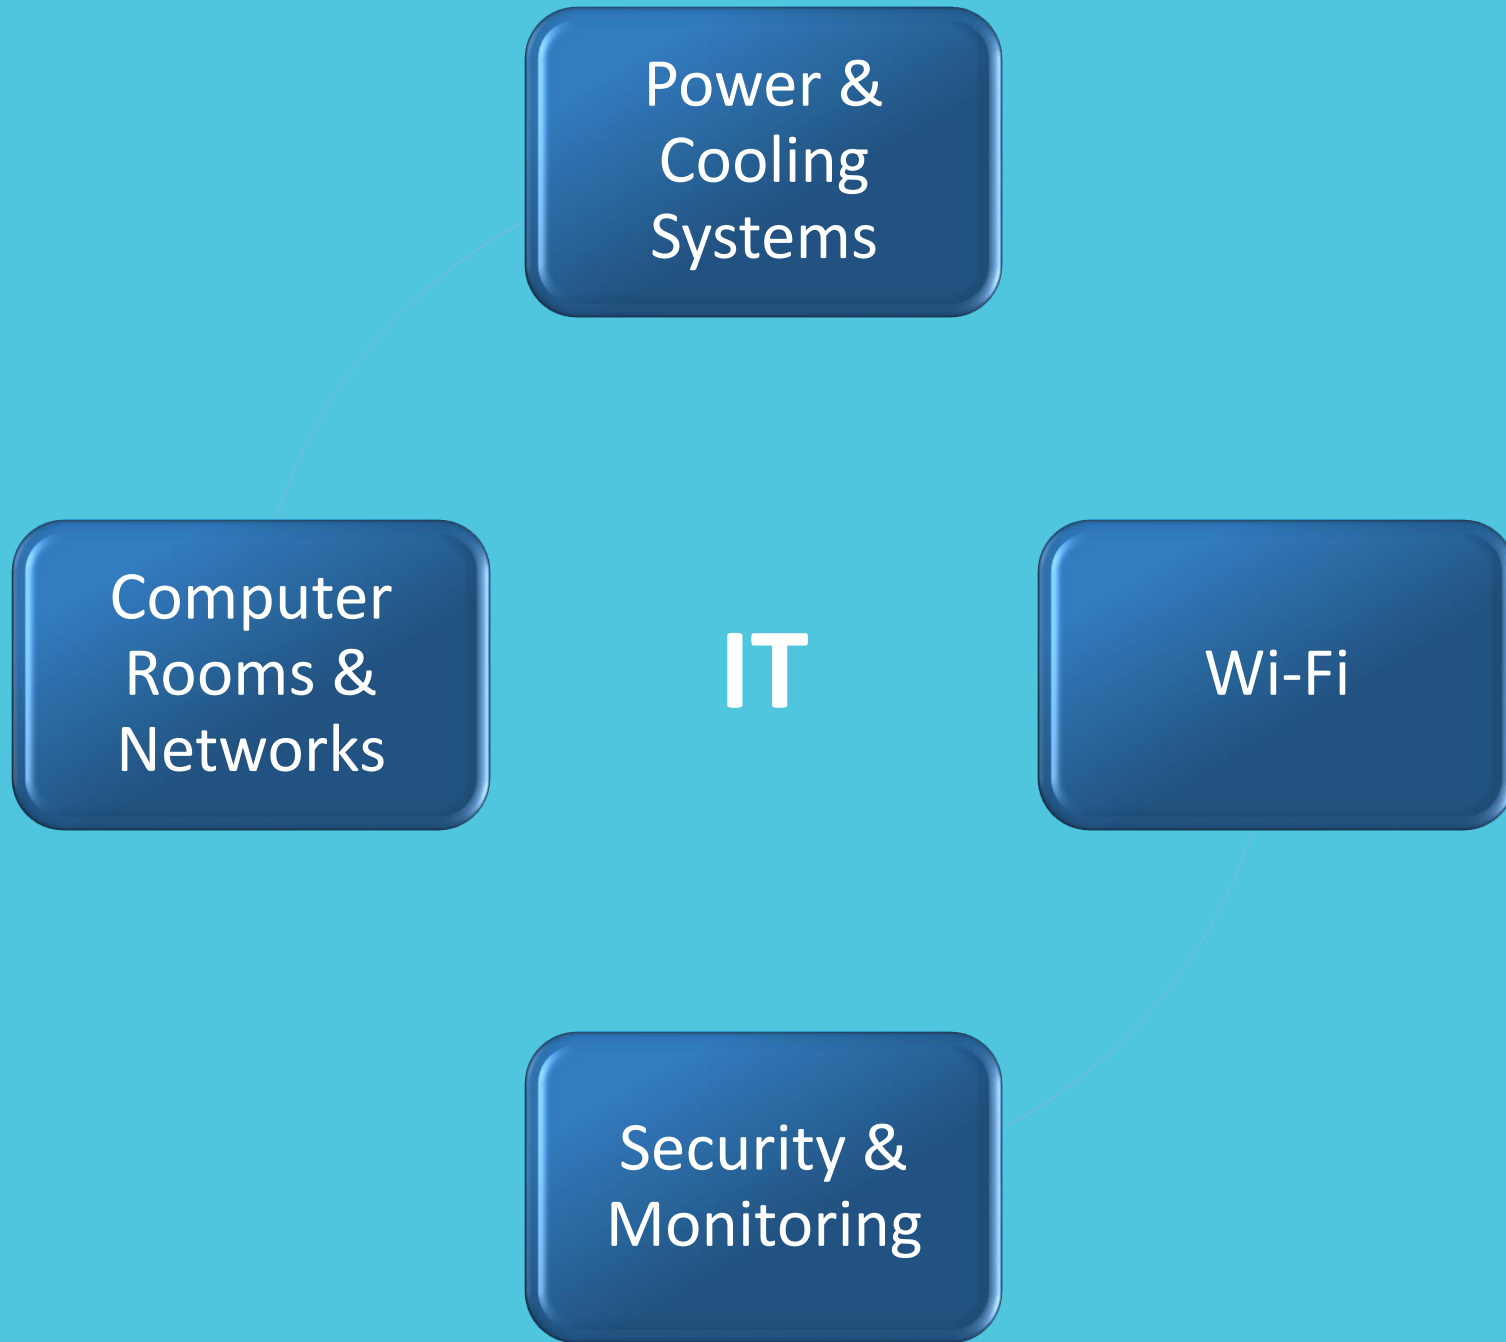 Power &
Cooling
Systems
Computer
Rooms &
Networks
IT
Wi-Fi
Security &
Monitoring